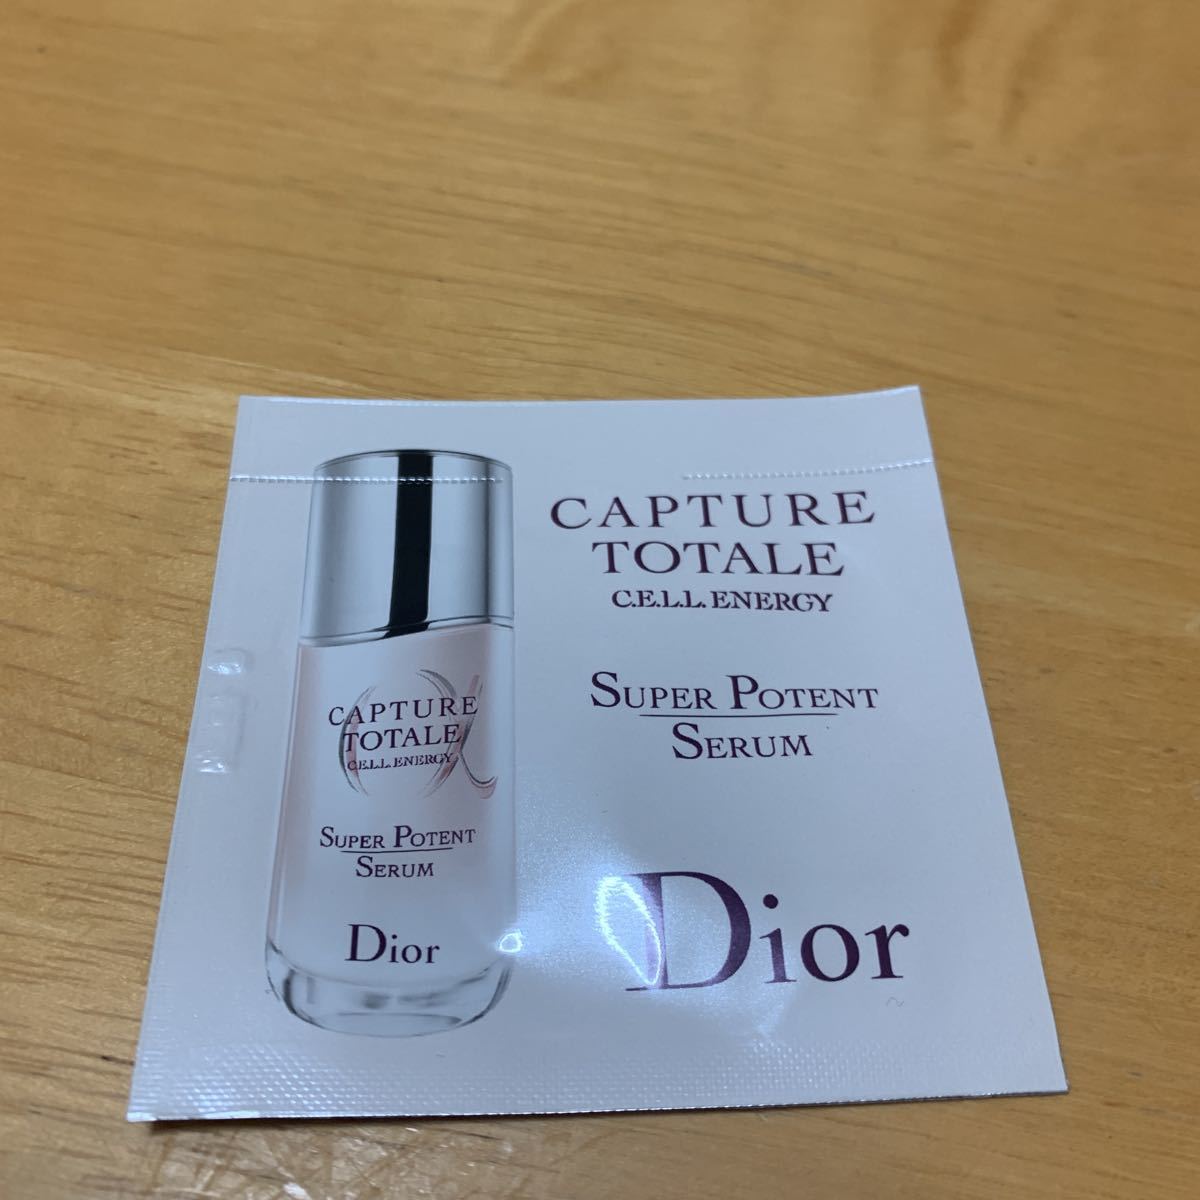 CAPTURE
TOTALE
C.E.L.L. ENERGY
SUPER POTENT
SERUM
Dior
CAPTURE
TOTALE
C.E.L.L. ENERGY
SUPER POTENT
SERUM
Dior